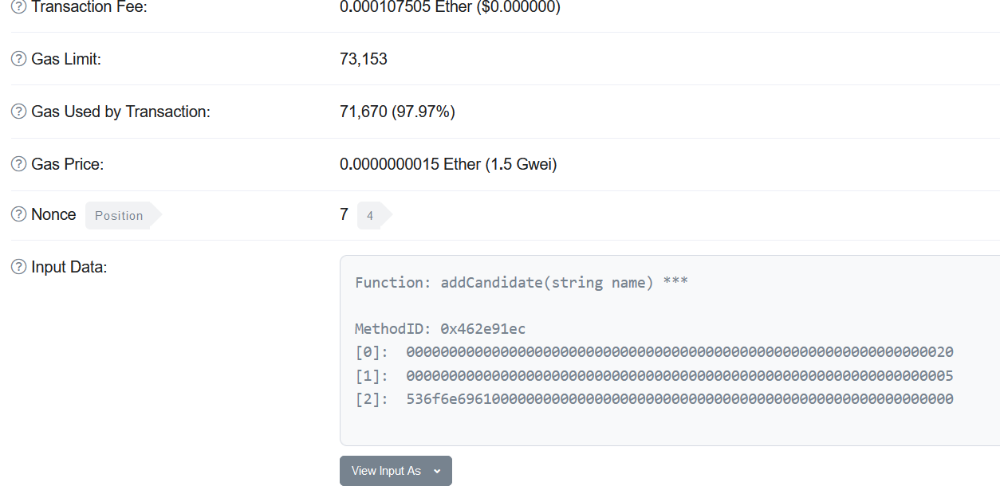 Transaction Fee: 0.000107505 Ether ($0.000000)
Gas Limit: 73,153
Gas Used by Transaction: 71,670 (97.97%)
Gas Price: 0.0000000015 Ether (1.5 Gwei)
Nonce Position 7 4
Input Data:
Function: addCandidate(string name) ***
MethodID: 0x462e91ec
[0]: 0000000000000000000000000000000000000000000000000000000000000020
[1]: 0000000000000000000000000000000000000000000000000000000000000005
[2]: 536f6e6961000000000000000000000000000000000000000000000000000000
View Input As